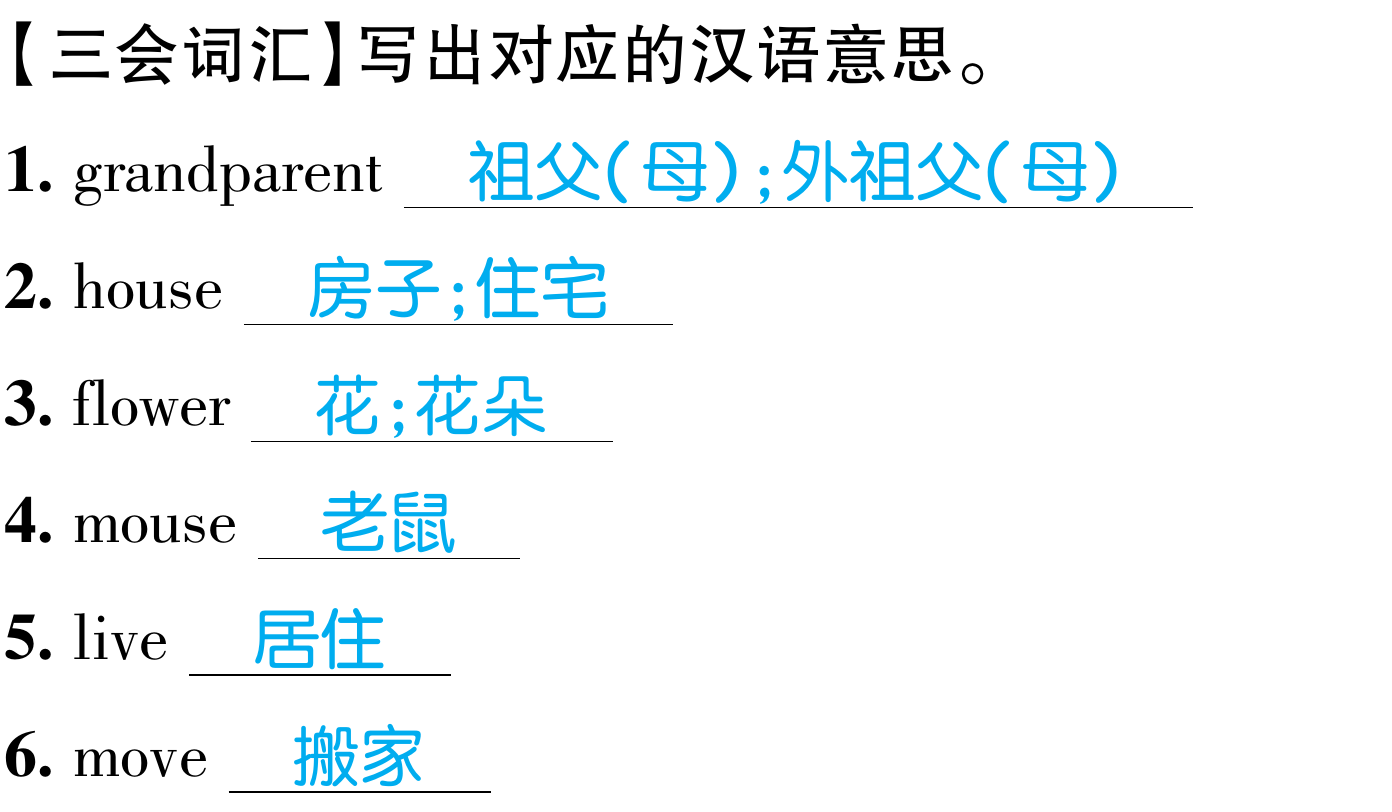 【三会词汇】写出对应的汉语意思。
1. grandparent 祖父(母);外祖父(母)
2. house 房子;住宅
3. flower 花;花朵
4. mouse 老鼠
5. live 居住
6. move 搬家